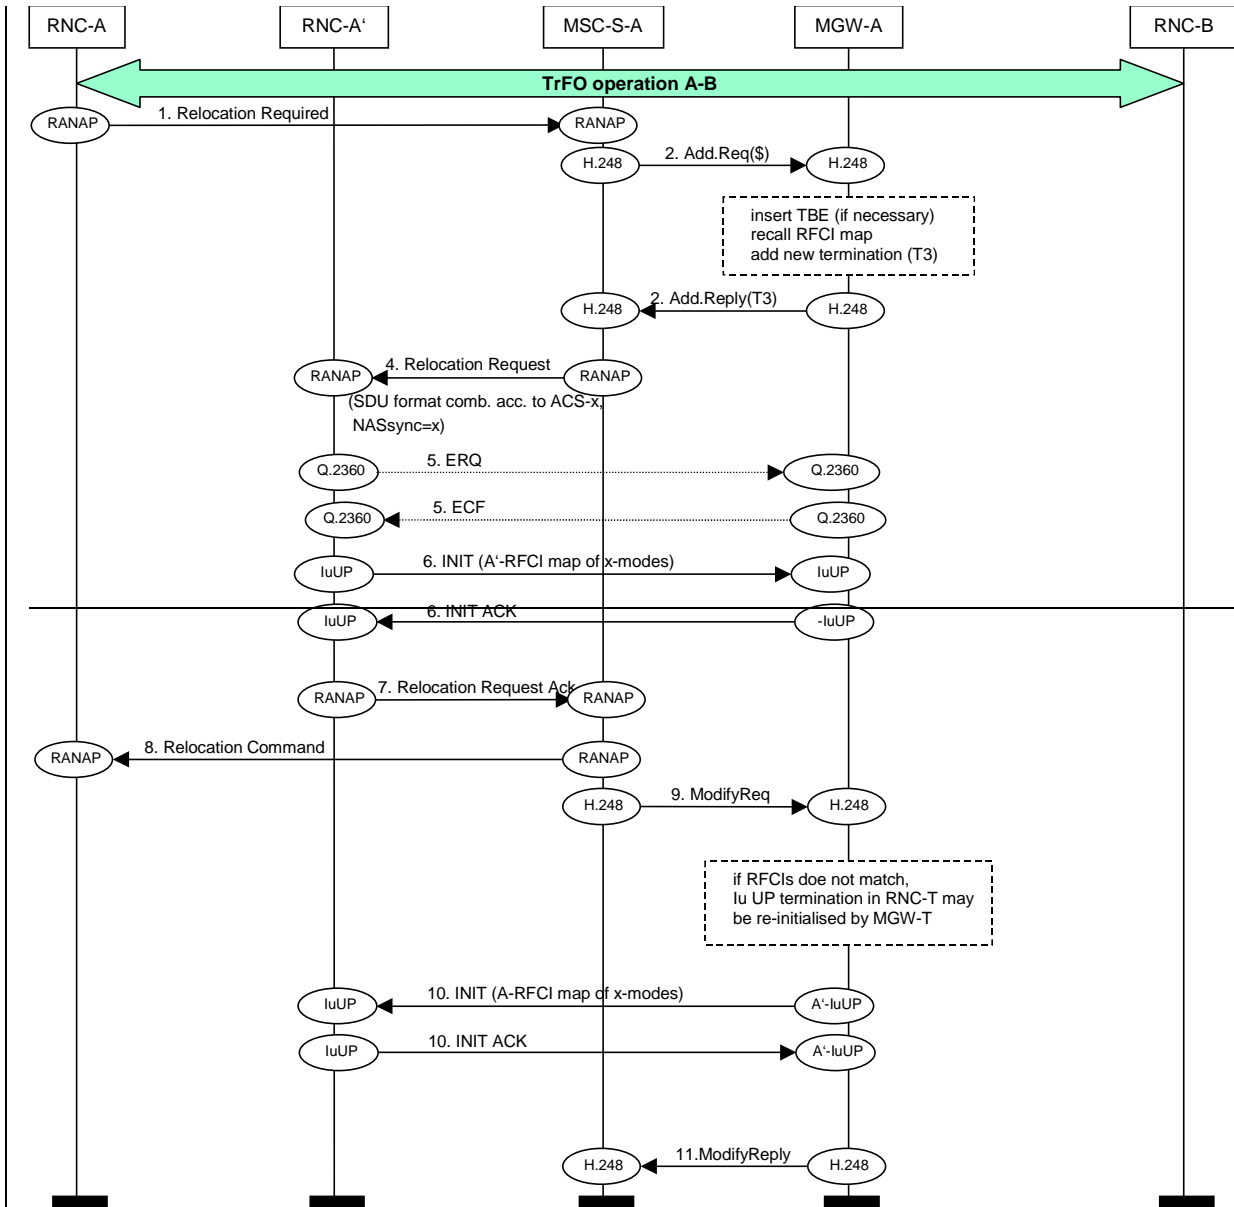 RNC-A
RNC-A‘
MSC-S-A
MGW-A
RNC-B
TrFO operation A-B
RANAP
1. Relocation Required
RANAP
H.248
2. Add.Req($)
H.248
insert TBE (if necessary)
recall RFCI map
add new termination (T3)
H.248
2. Add.Reply(T3)
H.248
RANAP
4. Relocation Request
RANAP
(SDU format comb. acc. to ACS-x,
NASsync=x)
Q.2360
5. ERQ
Q.2360
Q.2360
5. ECF
Q.2360
IuUP
6. INIT (A‘-RFCI map of x-modes)
IuUP
IuUP
6. INIT ACK
-IuUP
RANAP
7. Relocation Request Ack
RANAP
RANAP
8. Relocation Command
RANAP
H.248
9. ModifyReq
H.248
if RFCIs doe not match,
Iu UP termination in RNC-T may
be re-initialised by MGW-T
IuUP
10. INIT (A-RFCI map of x-modes)
A‘-IuUP
IuUP
10. INIT ACK
A‘-IuUP
H.248
11.ModifyReply
H.248